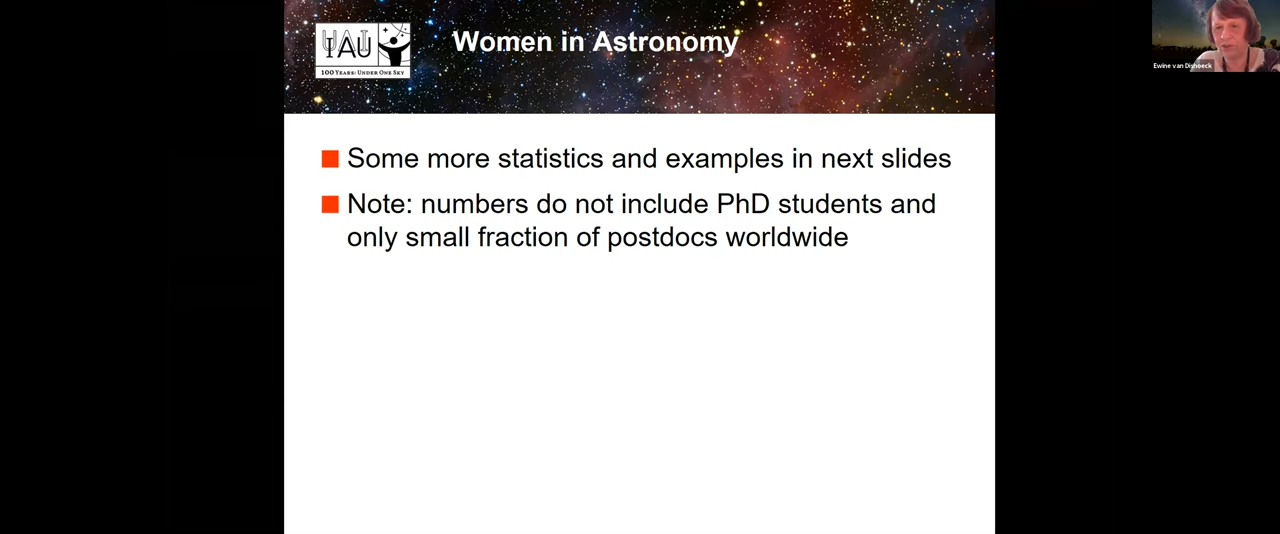 IAU
100 Years: Under One Sky
Women in Astronomy
Ewine van Dishoeck
Some more statistics and examples in next slides
Note: numbers do not include PhD students and
only small fraction of postdocs worldwide